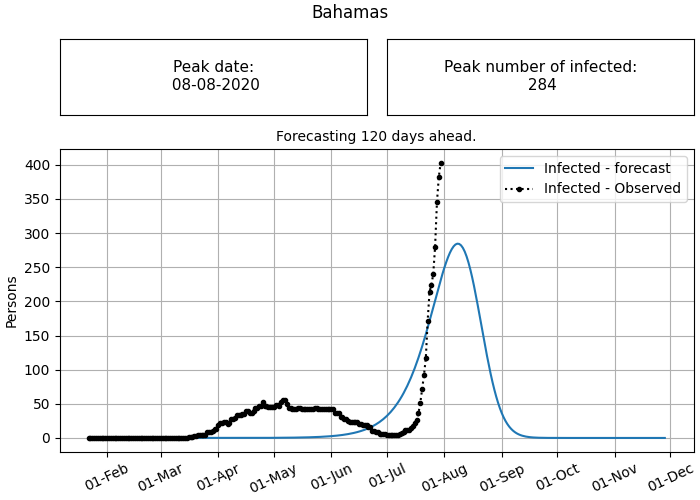 Bahamas
Peak date:
08-08-2020
Peak number of infected:
284
Forecasting 120 days ahead.
Infected - forecast
Infected - Observed
Persons
400
350
300
250
200
150
100
50
0
01-Feb
01-Mar
01-Apr
01-May
01-Jun
01-Jul
01-Aug
01-Sep
01-Oct
01-Nov
01-Dec